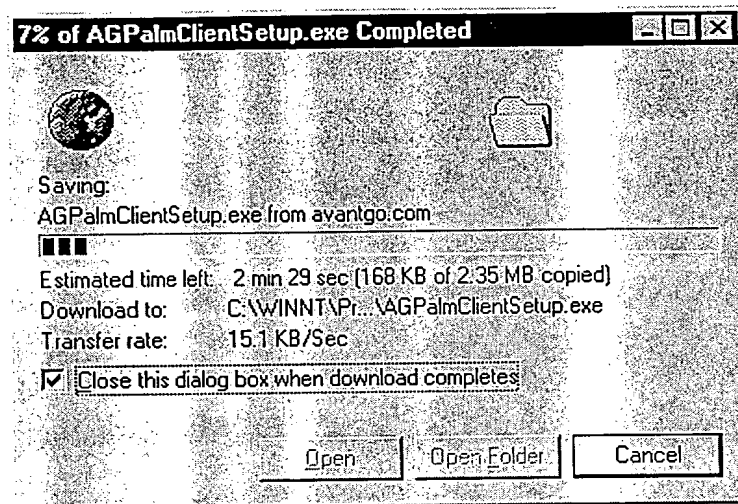 7% of AGPalmClientSetup.exe Completed
Saving:
AGPalmClientSetup.exe from avantgo.com
Estimated time left: 2 min 29 sec (168 KB of 2.35 MB copied)
Download to: C:\WINNT\Pr...\AGPalmClientSetup.exe
Transfer rate: 15.1 KB/Sec
Close this dialog box when download completes
Open Open Folder Cancel